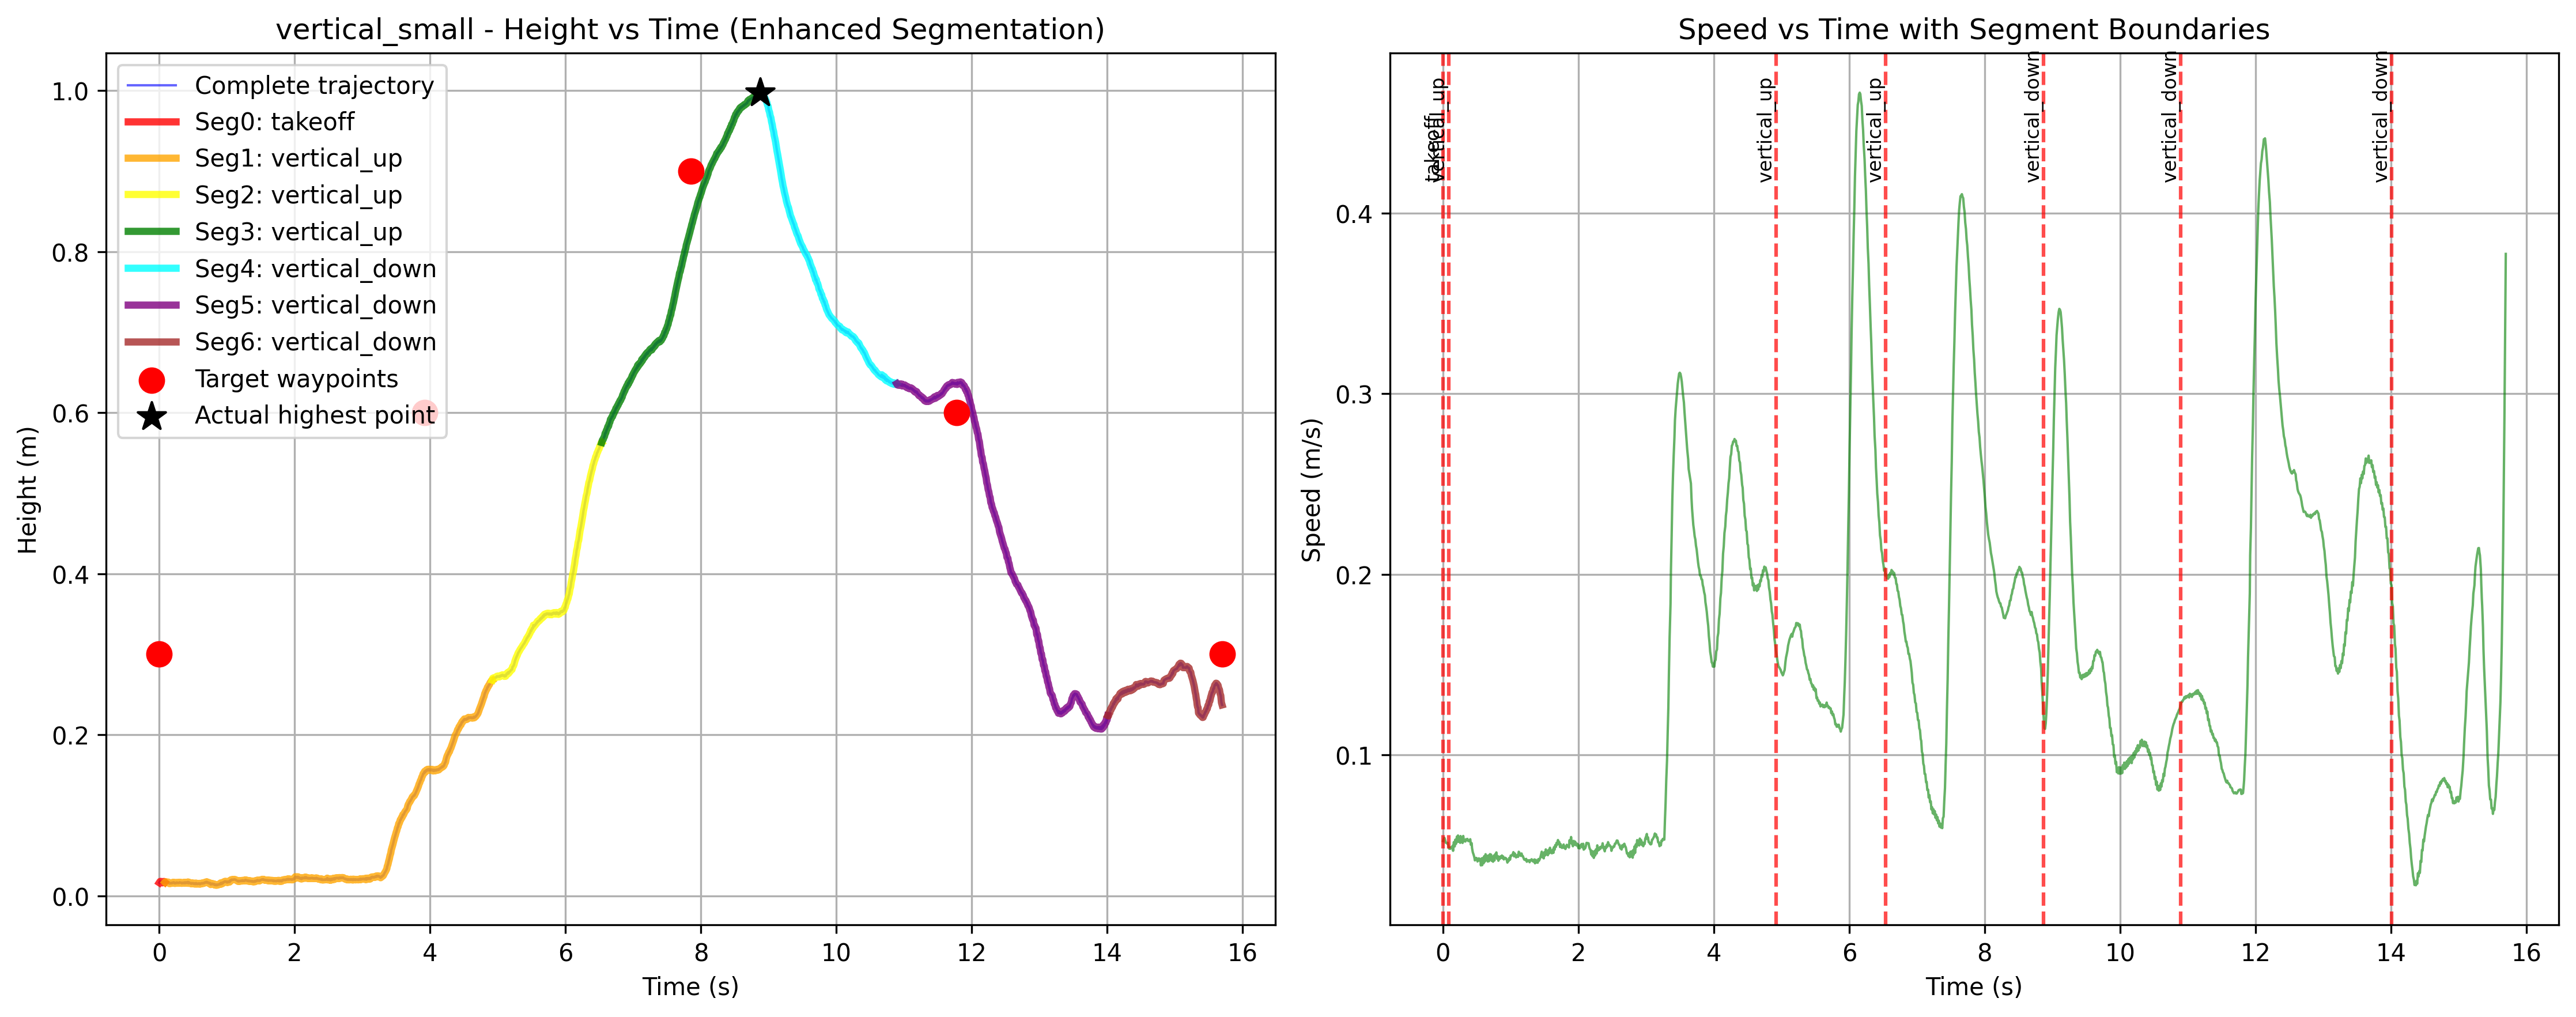 vertical_small - Height vs Time (Enhanced Segmentation)
Height (m)
1.0
0.8
0.6
0.4
0.2
0.0
Complete trajectory
Seg0: takeoff
Seg1: vertical_up
Seg2: vertical_up
Seg3: vertical_up
Seg4: vertical_down
Seg5: vertical_down
Seg6: vertical_down
Target waypoints
Actual highest point
0 2 4 6 8 10 12 14 16
Time (s)
Speed vs Time with Segment Boundaries
Speed (m/s)
0.4
0.3
0.2
0.1
takeoff
vertical_up
vertical_up
vertical_up
vertical_down
vertical_down
vertical_down
0 2 4 6 8 10 12 14 16
Time (s)